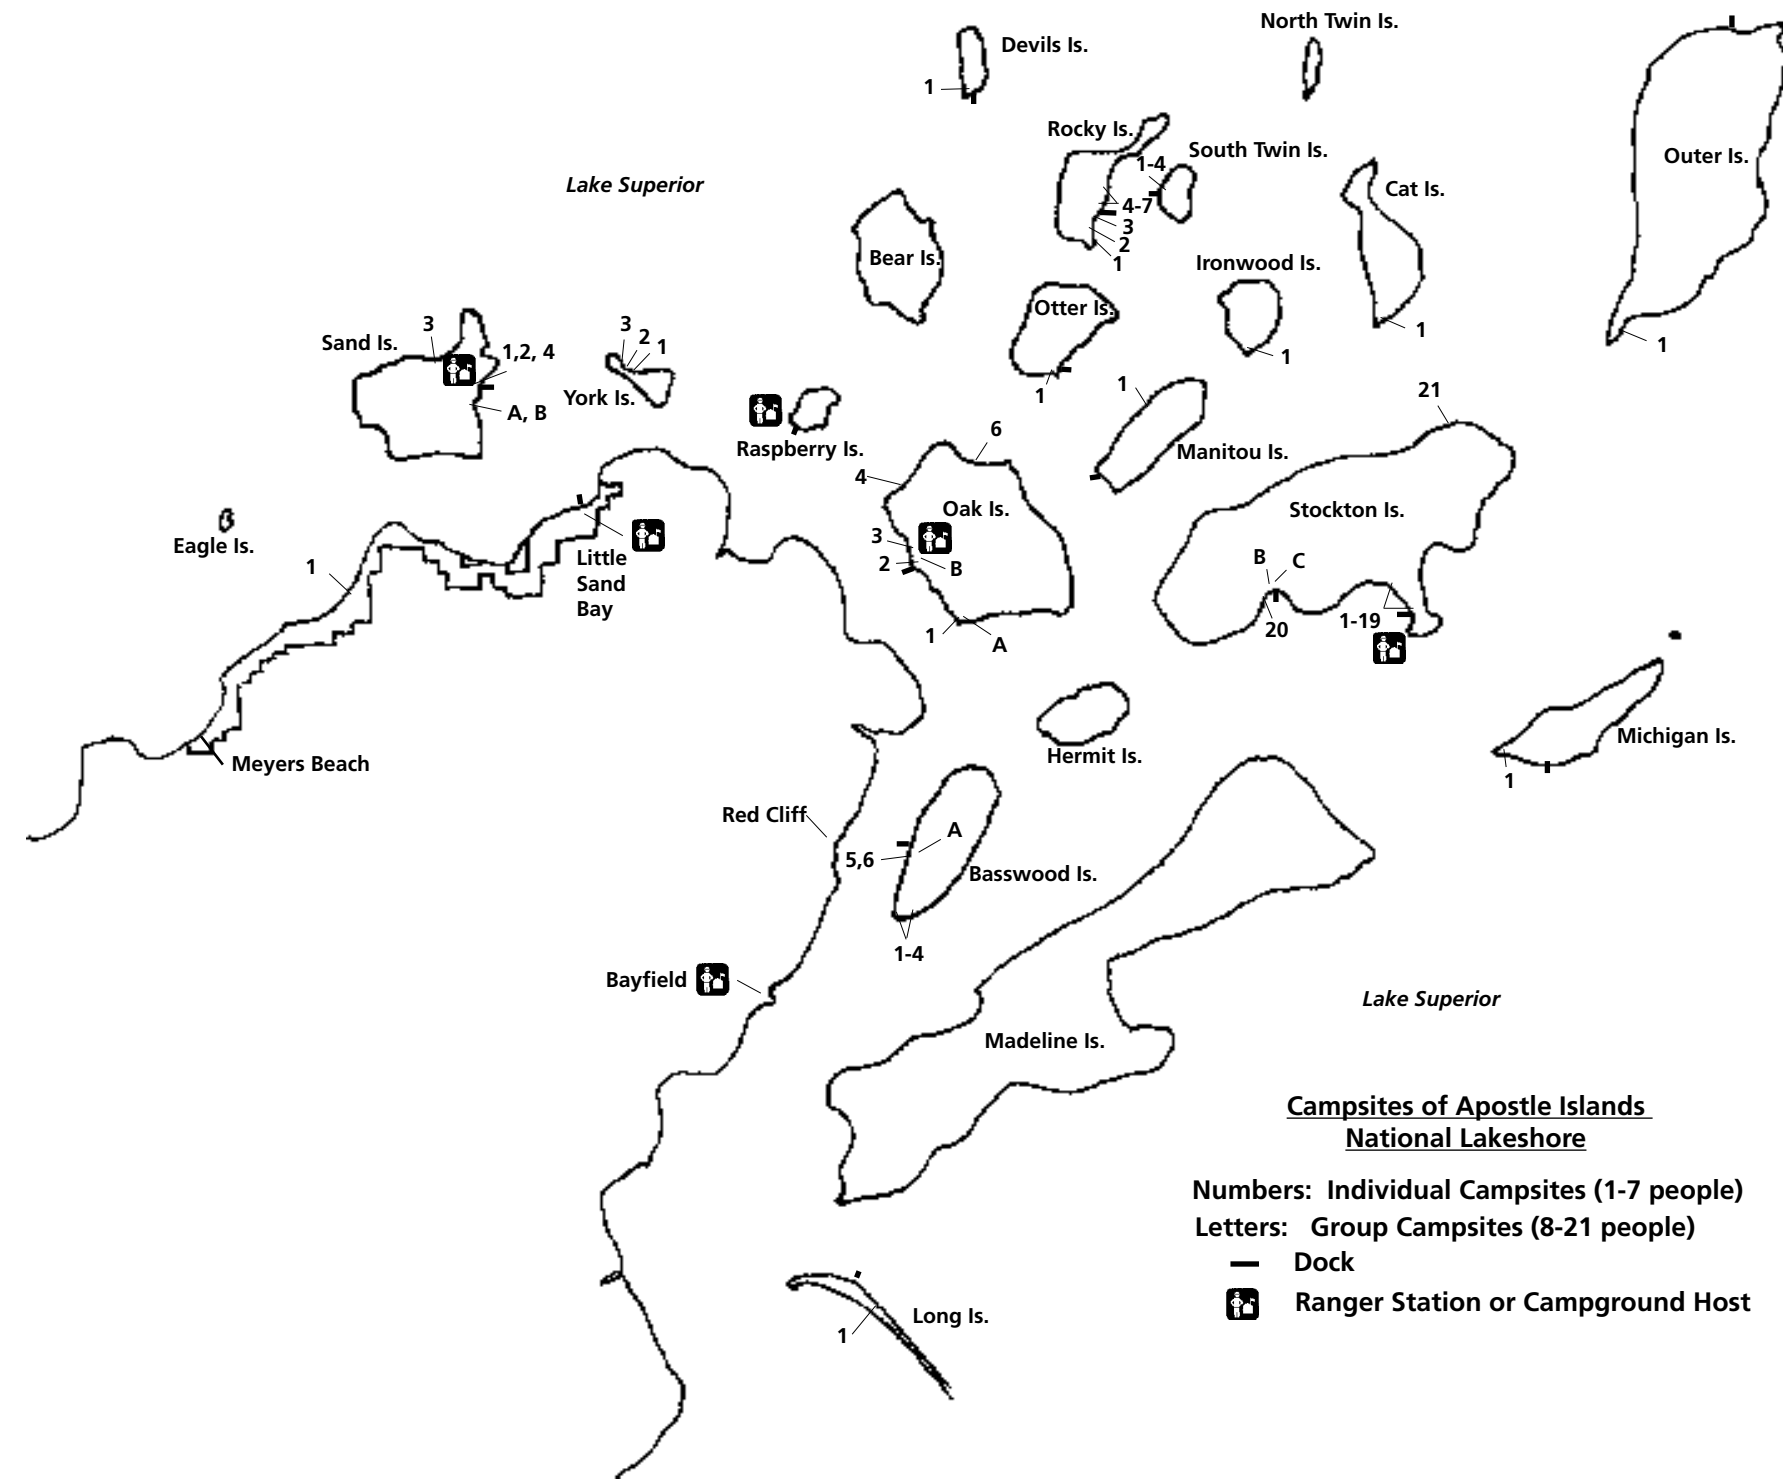 North Twin Is.
Devils Is.
1
Rocky Is.
South Twin Is.
1-4
Outer Is.
Lake Superior
Cat Is.
4-7
3
2
1
Bear Is.
Ironwood Is.
Otter Is.
3
Sand Is.
1,2, 4
3
2
1
1
1
1
York Is.
A, B
1
1
21
Raspberry Is.
6
Manitou Is.
4
Oak Is.
Stockton Is.
Eagle Is.
1
Little
Sand
Bay
3
2
B
B
C
1
A
20
1-19
Meyers Beach
Hermit Is.
Michigan Is.
1
Red Cliff
A
5,6
Basswood Is.
1-4
Bayfield
Lake Superior
Madeline Is.
Campsites of Apostle Islands
National Lakeshore
Numbers: Individual Campsites (1-7 people)
Letters: Group Campsites (8-21 people)
Dock
Ranger Station or Campground Host
Long Is.
1